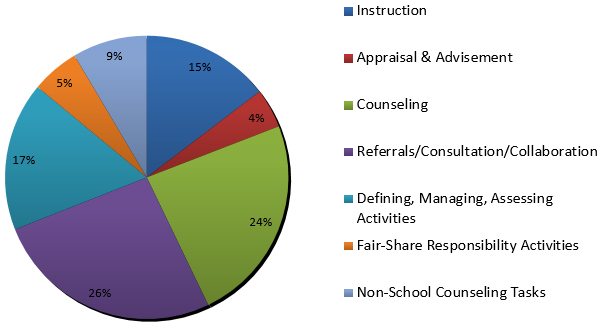 Instruction
Appraisal & Advisement
Counseling
Referrals/Consultation/Collaboration
Defining, Managing, Assessing
Activities
Fair-Share Responsibility Activities
Non-School Counseling Tasks
9%
15%
5%
4%
17%
24%
26%